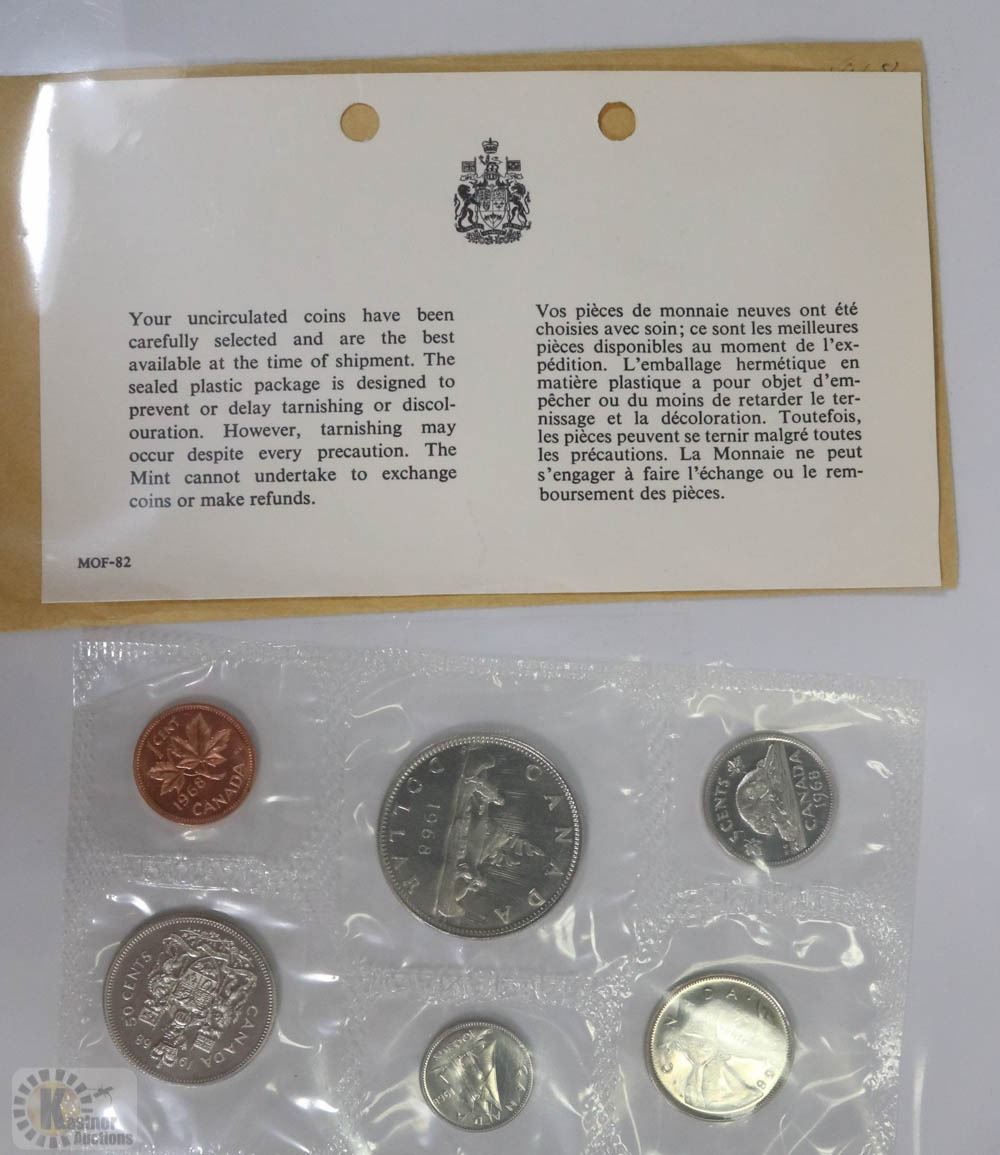 Your uncirculated coins have been
carefully selected and are the best
available at the time of shipment. The
sealed plastic package is designed to
prevent or delay tarnishing or discol-
ouration. However, tarnishing may
occur despite every precaution. The
Mint cannot undertake to exchange
coins or make refunds.
Vos pièces de monnaie neuves ont été
choisies avec soin; ce sont les meilleures
pièces disponibles au moment de l'ex-
pédition. L'emballage hermétique en
matière plastique a pour objet d'em-
pêcher ou du moins de retarder le ter-
nissage et la décoloration. Toutefois,
les pièces peuvent se ternir malgré toutes
les précautions. La Monnaie ne peut
s'engager à faire l'échange ou le rem-
boursement des pièces.
MOF-82
1 CENT
1968
CANADA
CANADA
1968
DOLLAR
5 CENTS
CANADA
1968
50 CENTS
CANADA
1968
CANADA
1968
Kastner
Auctions